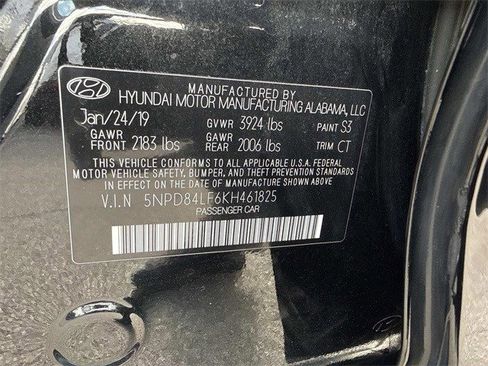 MANUFACTURED BY
HYUNDAI MOTOR MANUFACTURING ALABAMA, LLC
Jan/24/19 GVWR 3924 lbs PAINT S3
GAWR FRONT 2183 lbs GAWR REAR 2006 lbs TRIM CT
THIS VEHICLE CONFORMS TO ALL APPLICABLE U.S.A. FEDERAL
MOTOR VEHICLE SAFETY, BUMPER, AND THEFT PREVENTION STANDARDS
IN EFFECT ON THE DATE OF MANUFACTURE SHOWN ABOVE.
V.I.N 5NPD84LF6KH461825
PASSENGER CAR